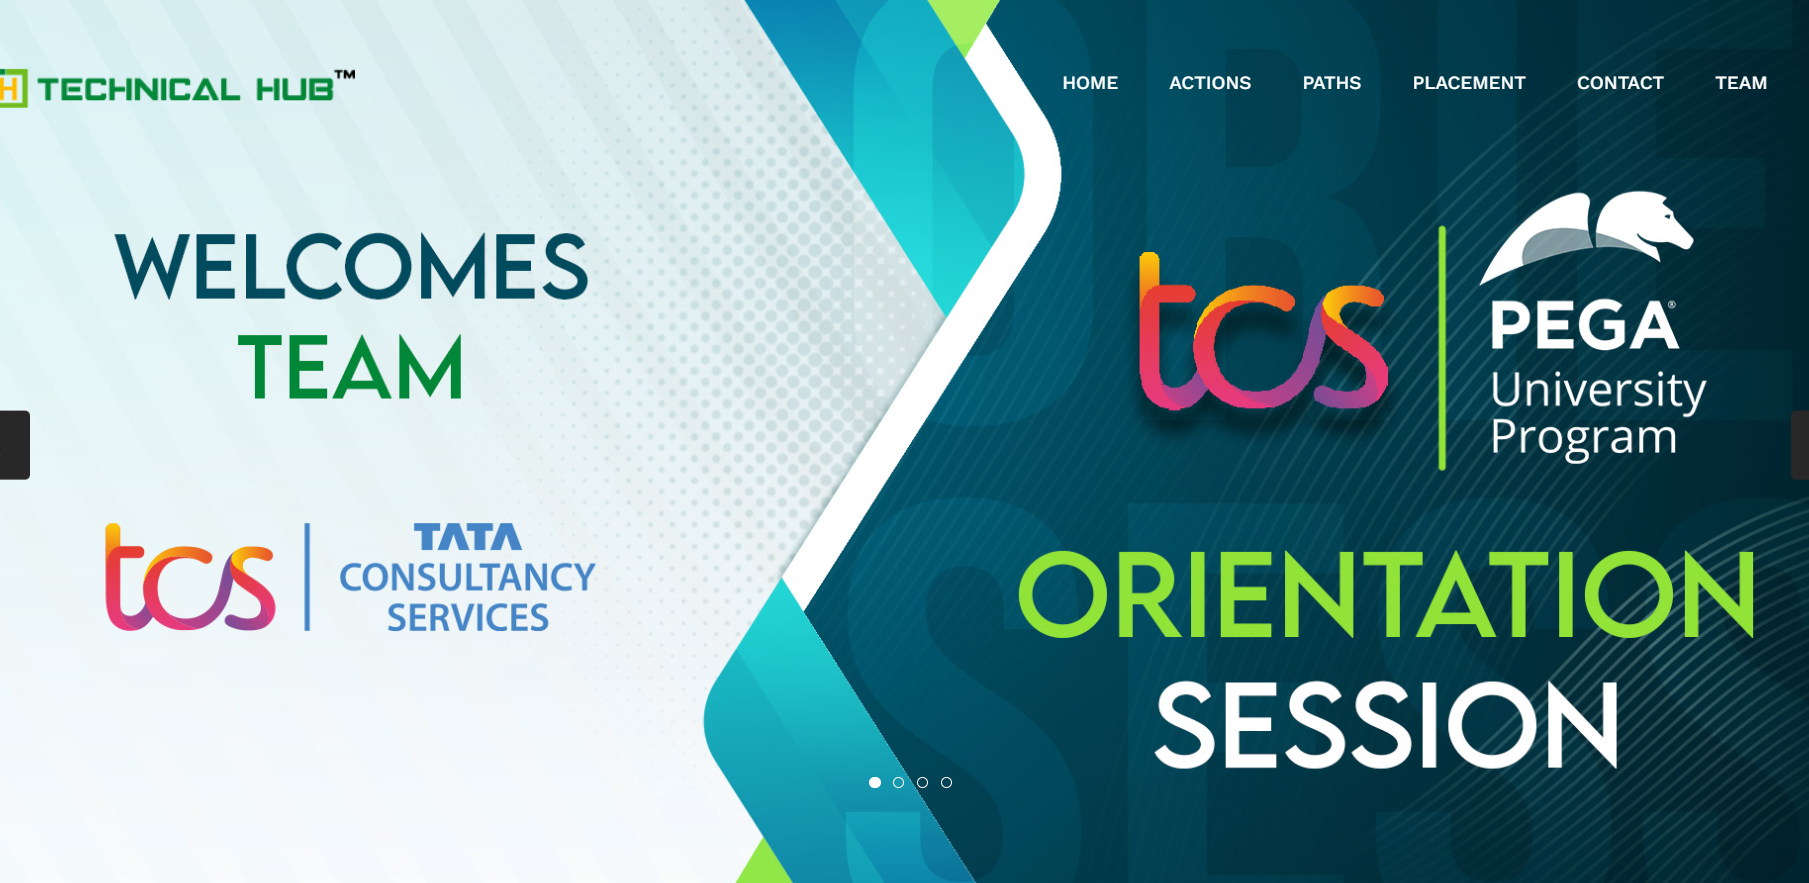 H TECHNICAL HUB™
HOME ACTIONS PATHS PLACEMENT CONTACT TEAM
WELCOMES
TEAM
tcs
TATA
CONSULTANCY
SERVICES
tcs
PEGA®
University
Program
ORIENTATION
SESSION